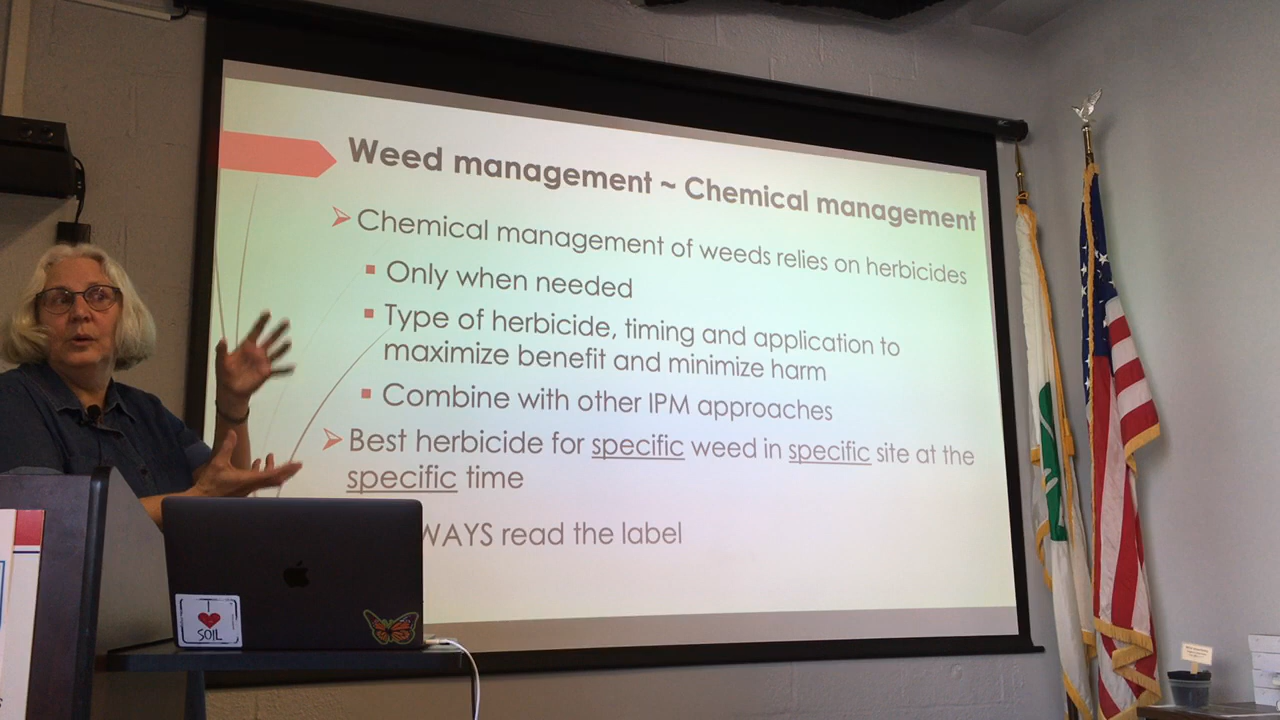 Weed management ~ Chemical management
Chemical management of weeds relies on herbicides
Only when needed
Type of herbicide, timing and application to
maximize benefit and minimize harm
Combine with other IPM approaches
Best herbicide for specific weed in specific site at the
specific time
WAYS read the label
I
SOIL